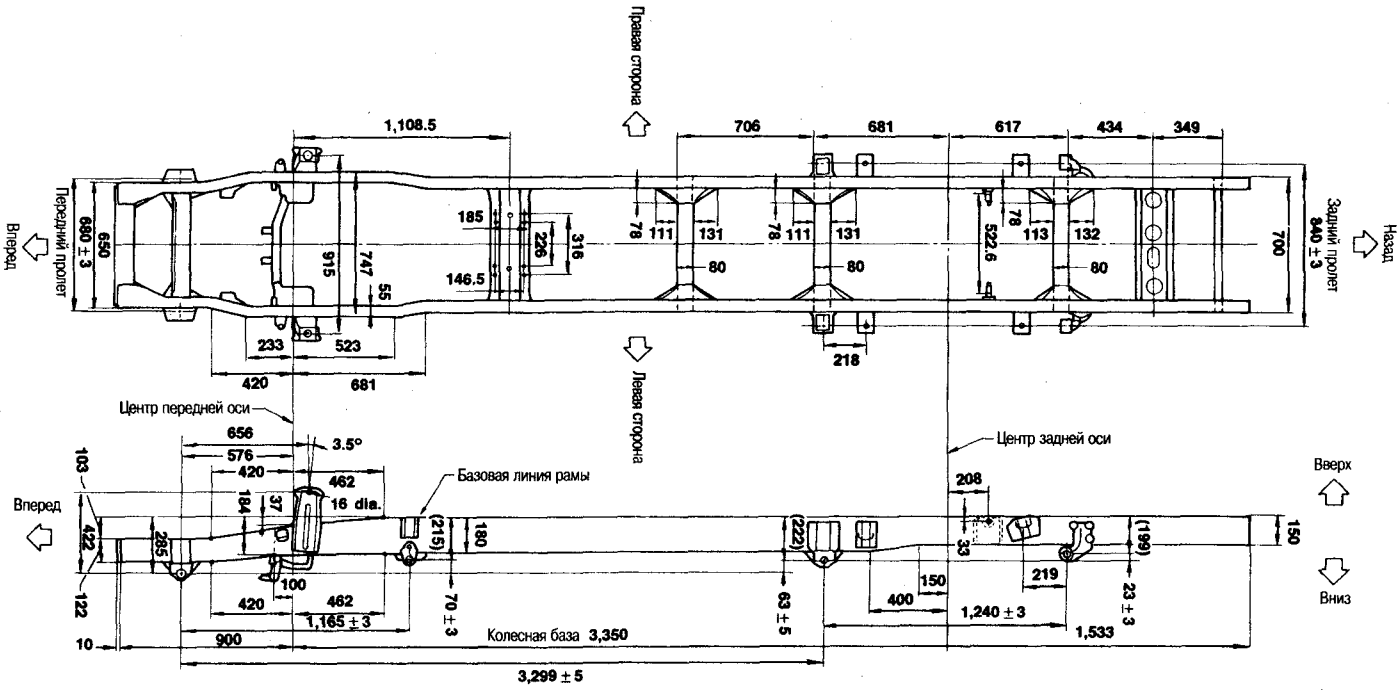 Правая сторона
1,108.5
706
681
617
434
349
Вперед
Передний пролет
680 ± 3
650
915
747
55
185
226
316
146.5
78
111
131
80
78
111
131
80
522.6
78
113
132
80
700
840 ± 3
Задний пролет
Назад
233
523
420
681
218
Левая сторона
Центр передней оси
656
3.5°
576
420
462
Базовая линия рамы
Центр задней оси
208
Вверх
103
Вперед
422
285
184
37
16 dia.
(215)
180
(222)
33
(199)
150
122
100
420
462
70 ± 3
63 ± 5
150
400
219
23 ± 3
Вниз
1,165 ± 3
1,240 ± 3
10
900
Колесная база 3,350
1,533
3,299 ± 5